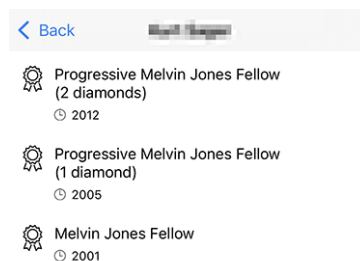 Back
Progressive Melvin Jones Fellow
(2 diamonds)
2012
Progressive Melvin Jones Fellow
(1 diamond)
2005
Melvin Jones Fellow
2001